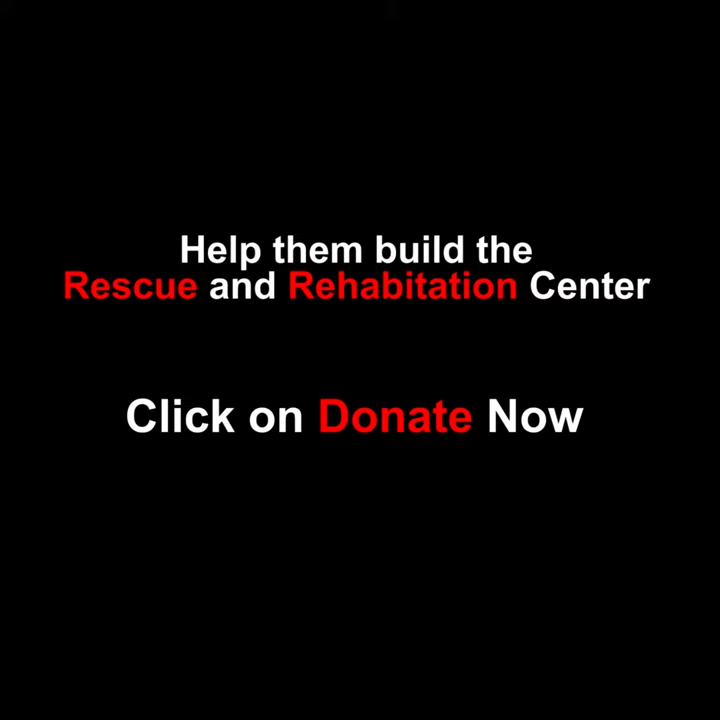 Help them build the
Rescue and Rehabitation Center
Click on Donate Now